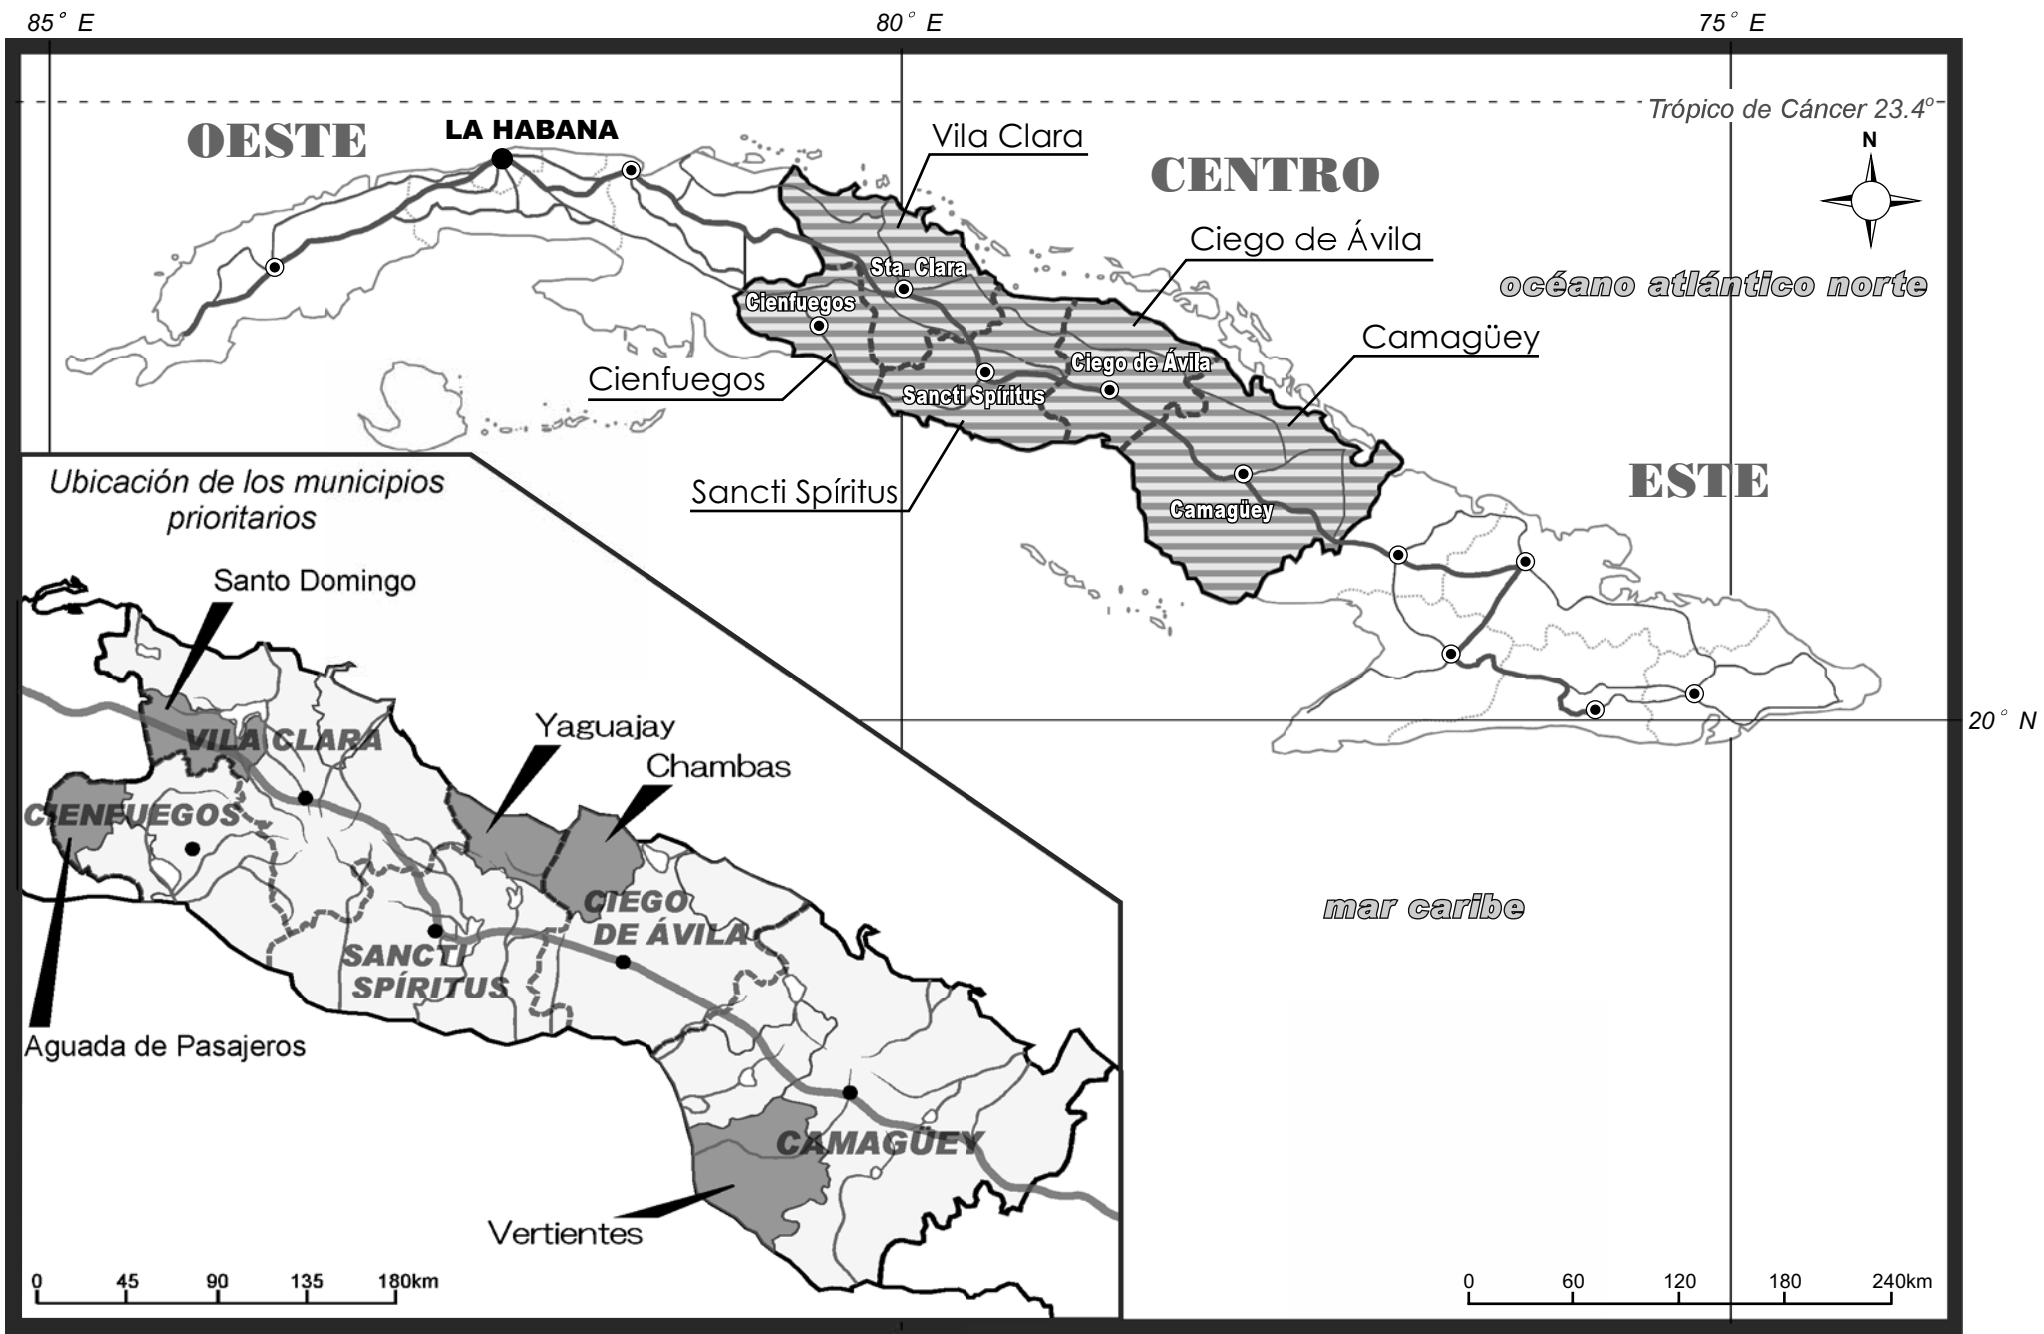 85° E
80° E
75° E
Trópico de Cáncer 23.4°
OESTE
LA HABANA
Vila Clara
CENTRO
N
Ciego de Ávila
océano atlántico norte
Sta. Clara
Cienfuegos
Camagüey
Ciego de Ávila
Cienfuegos
Sancti Spíritus
Sancti Spíritus
Camagüey
ESTE
20° N
mar caribe
0 60 120 180 240km
Ubicación de los municipios
prioritarios
Santo Domingo
Yaguajay
VILA CLARA
Chambas
CIENFUEGOS
CIEGO
DE ÁVILA
SANCTI
SPÍRITUS
Aguada de Pasajeros
CAMAGÜEY
Vertientes
0 45 90 135 180km